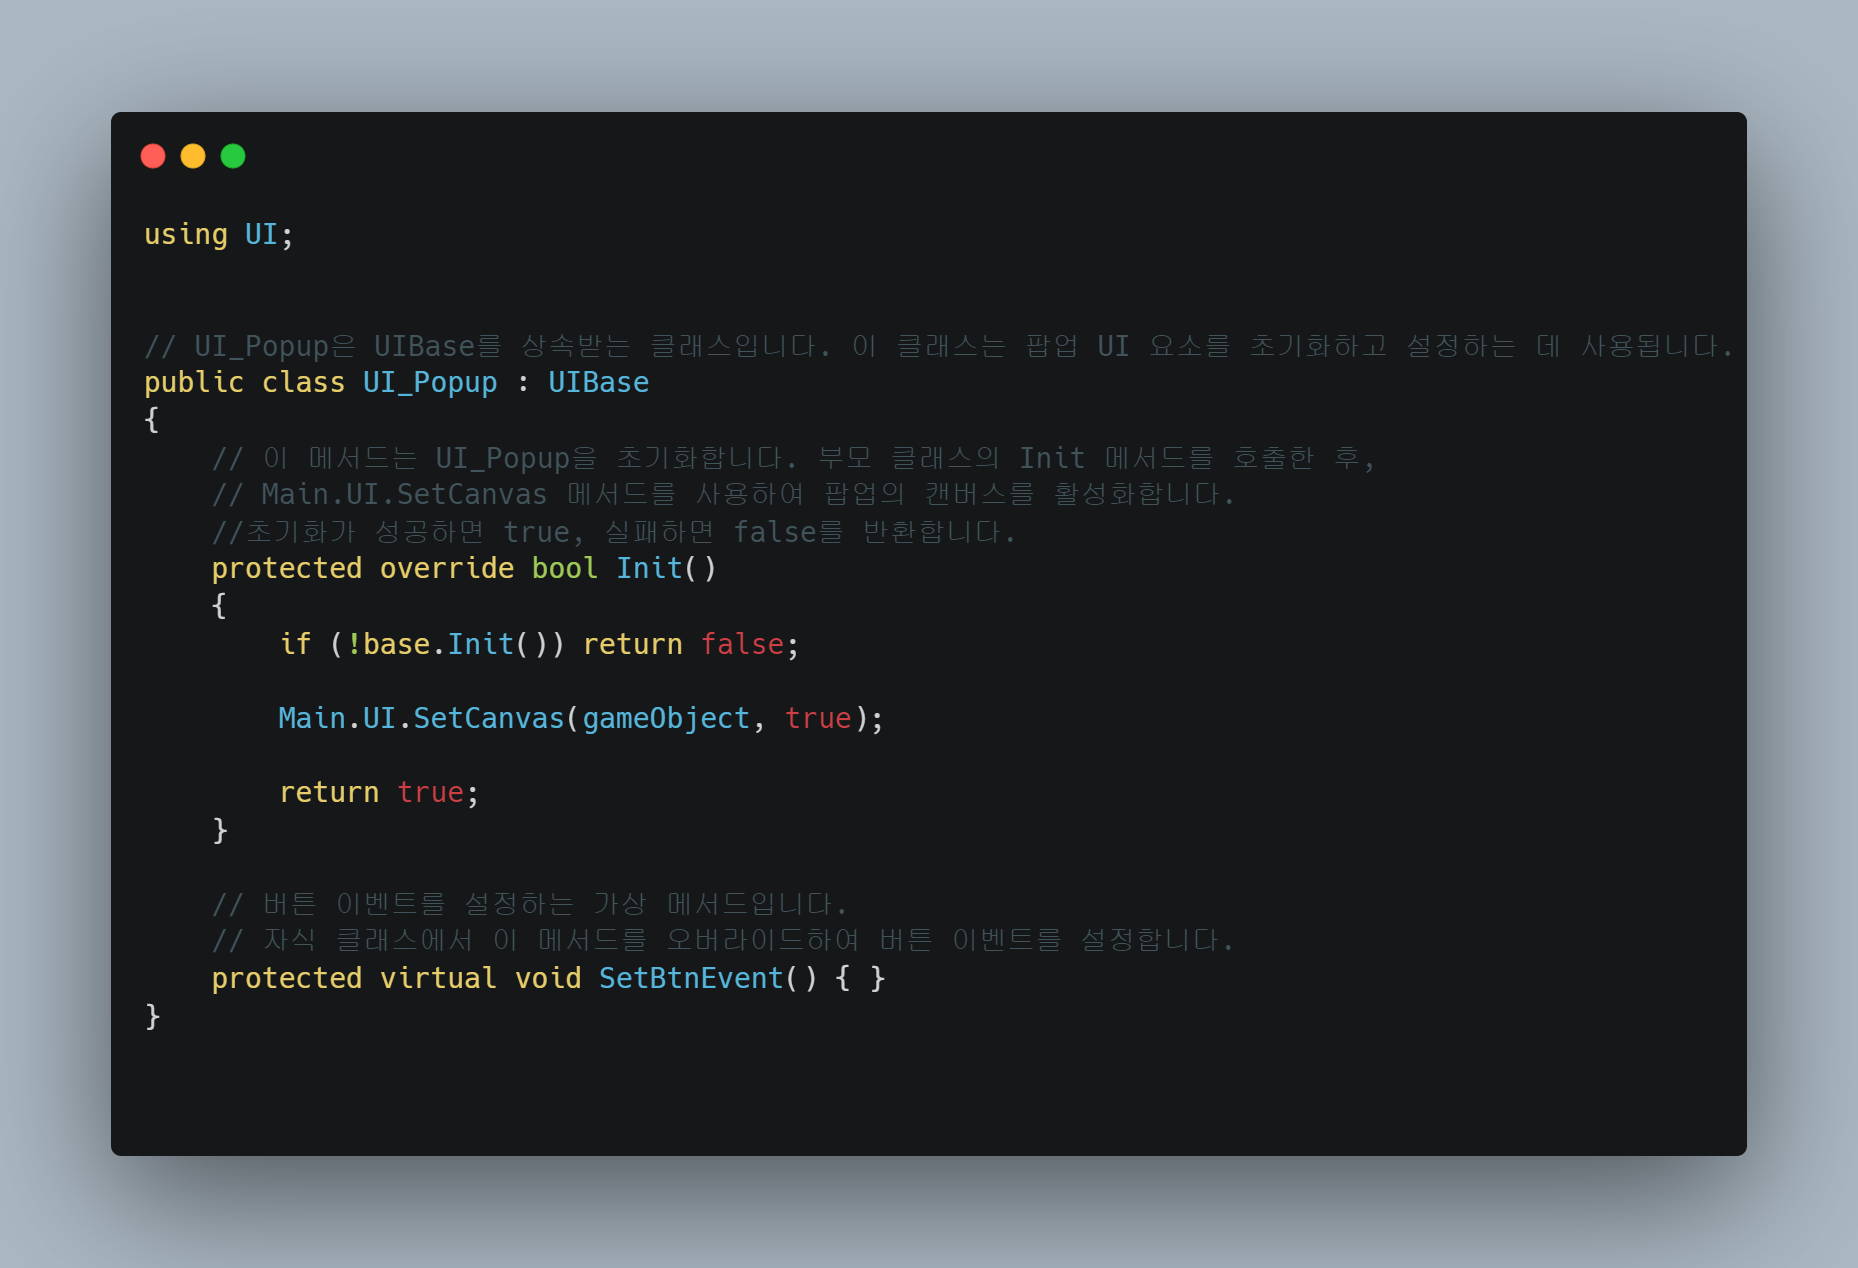 using UI;
// UI_Popup은 UIBase를 상속받는 클래스입니다. 이 클래스는 팝업 UI 요소를 초기화하고 설정하는 데 사용됩니다.
public class UI_Popup : UIBase
{
// 이 메서드는 UI_Popup을 초기화합니다. 부모 클래스의 Init 메서드를 호출한 후,
// Main.UI.SetCanvas 메서드를 사용하여 팝업의 캔버스를 활성화합니다.
//초기화가 성공하면 true, 실패하면 false를 반환합니다.
protected override bool Init()
{
if (!base.Init()) return false;
Main.UI.SetCanvas(gameObject, true);
return true;
}
// 버튼 이벤트를 설정하는 가상 메서드입니다.
// 자식 클래스에서 이 메서드를 오버라이드하여 버튼 이벤트를 설정합니다.
protected virtual void SetBtnEvent() { }
}